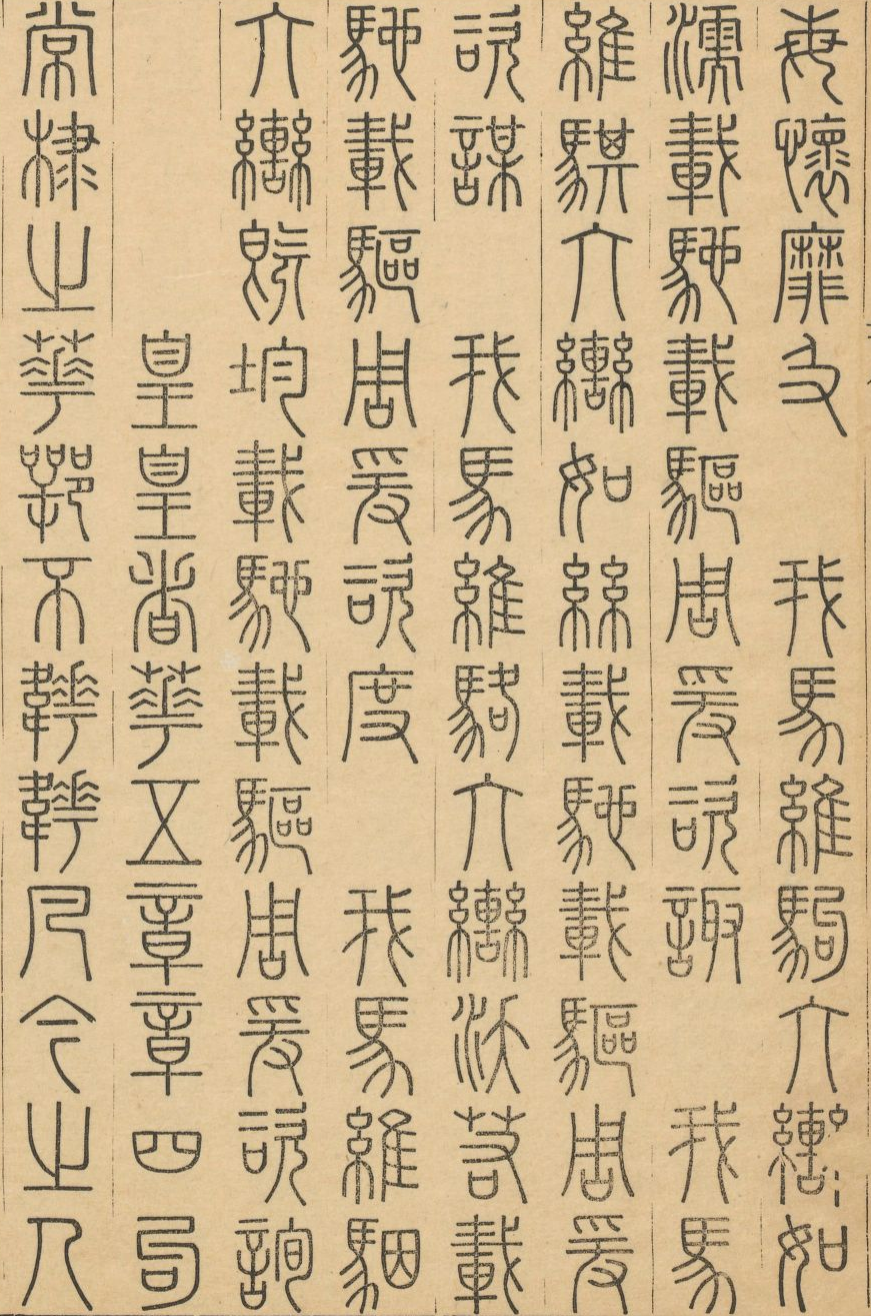 每懷靡及　我馬維駒六轡如
濡載馳載驅周爰咨諏　我馬
維騏六轡如絲載馳載驅周爰
咨謀　我馬維駱六轡沃若載
馳載驅周爰咨度　我馬維駰
六轡既均載馳載驅周爰咨詢
皇皇者華五章章四句
常棣之華鄂不韡韡凡今之人